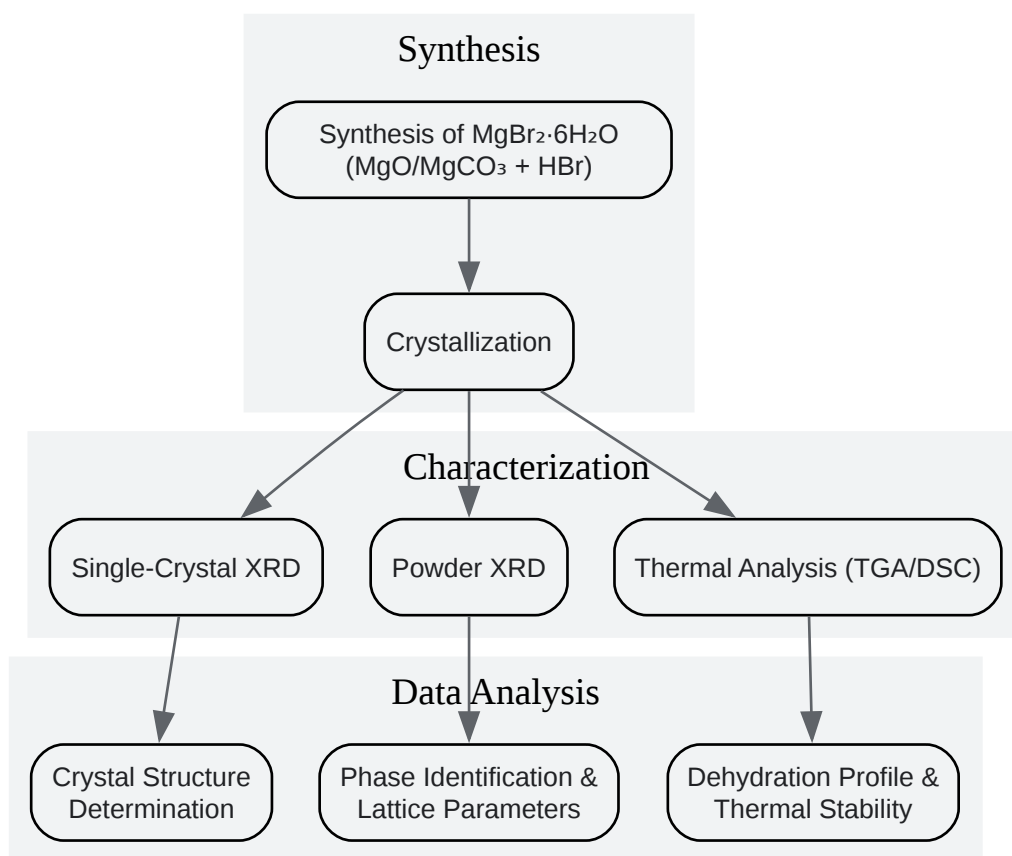 Synthesis
Synthesis of MgBr₂·6H₂O
(MgO/MgCO₃ + HBr)
Crystallization
Characterization
Single-Crystal XRD
Powder XRD
Thermal Analysis (TGA/DSC)
Data Analysis
Crystal Structure
Determination
Phase Identification &
Lattice Parameters
Dehydration Profile &
Thermal Stability